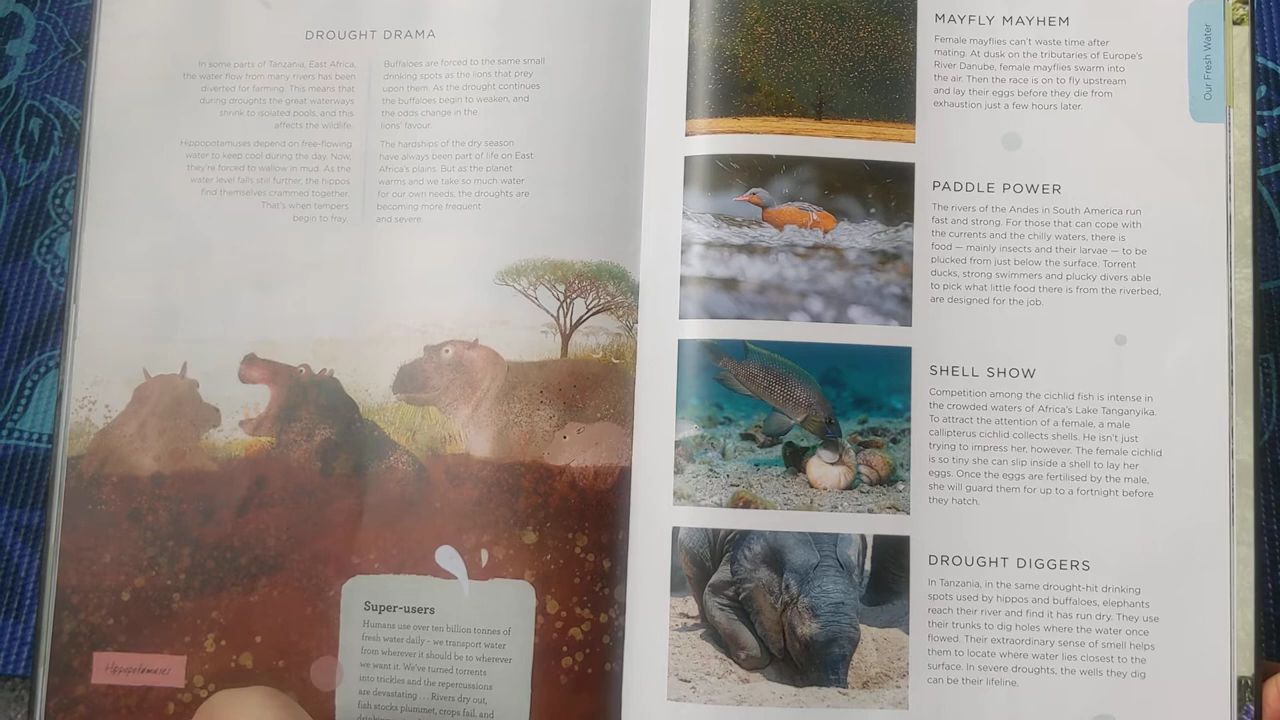 DROUGHT DRAMA
In some parts of Tanzania, East Africa,
the water flow from many rivers has been
diverted for farming. This means that
during droughts the great waterways
shrink to isolated pools, and this
affects the wildlife.
Hippopotamuses depend on free-flowing
water to keep cool during the day. Now,
they're forced to wallow in mud. As the
water level falls still further, the hippos
find themselves crammed together.
That's when tempers
begin to fray.
Buffaloes are forced to the same small
drinking spots as the lions that prey
upon them. As the drought continues
the buffaloes begin to weaken, and
the odds change in the
lions' favour.
The hardships of the dry season
have always been part of life on East
Africa's plains. But as the planet
warms and we take so much water
for our own needs, the droughts are
becoming more frequent
and severe.
Hippopotamuses
Super-users
Humans use over ten billion tonnes of
fresh water daily – we transport water
from wherever it should be to wherever
we want it. We've turned torrents
into trickles and the repercussions
are devastating . . . Rivers dry out,
fish stocks plummet, crops fail, and
MAYFLY MAYHEM
Female mayflies can't waste time after
mating. At dusk on the tributaries of Europe's
River Danube, female mayflies swarm into
the air. Then the race is on to fly upstream
and lay their eggs before they die from
exhaustion just a few hours later.
PADDLE POWER
The rivers of the Andes in South America run
fast and strong. For those that can cope with
the currents and the chilly waters, there is
food — mainly insects and their larvae — to be
plucked from just below the surface. Torrent
ducks, strong swimmers and plucky divers able
to pick what little food there is from the riverbed,
are designed for the job.
SHELL SHOW
Competition among the cichlid fish is intense in
the crowded waters of Africa's Lake Tanganyika.
To attract the attention of a female, a male
callipterus cichlid collects shells. He isn't just
trying to impress her, however. The female cichlid
is so tiny she can slip inside a shell to lay her
eggs. Once the eggs are fertilised by the male,
she will guard them for up to a fortnight before
they hatch.
DROUGHT DIGGERS
In Tanzania, in the same drought-hit drinking
spots used by hippos and buffaloes, elephants
reach their river and find it has run dry. They use
their trunks to dig holes where the water once
flowed. Their extraordinary sense of smell helps
them to locate where water lies closest to the
surface. In severe droughts, the wells they dig
can be their lifeline.
Our Fresh Water